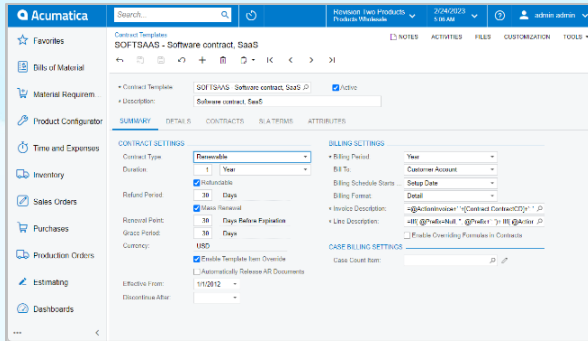 Acumatica
Search...
Revision Two Products
Products Wholesale
2/24/2023
5:06 AM
admin admin
Favorites
Bills of Material
Material Requirem...
Product Configurator
Time and Expenses
Inventory
Sales Orders
Purchases
Production Orders
Estimating
Dashboards
Contract Templates
SOFTSAAS - Software contract, SaaS
NOTES ACTIVITIES FILES CUSTOMIZATION TOOLS
Contract Template: SOFTSAAS - Software contract, SaaS
Active
Description: Software contract, SaaS
SUMMARY DETAILS CONTRACTS SLA TERMS ATTRIBUTES
CONTRACT SETTINGS
Contract Type: Renewable
Duration: 1 Year
Refundable
Refund Period: 30 Days
Mass Renewal
Renewal Point: 30 Days Before Expiration
Grace Period: 30 Days
Currency: USD
Enable Template Item Override
Automatically Release AR Documents
Effective From: 1/1/2012
Discontinue After:
BILLING SETTINGS
Billing Period: Year
Bill To: Customer Account
Billing Schedule Starts ... Setup Date
Billing Format: Detail
Invoice Description: =@ActionInvoice+' '+[Contract.ContractCD]+' '
Line Description:
Enable Overriding Formulas in Contracts
CASE BILLING SETTINGS
Case Count Item: